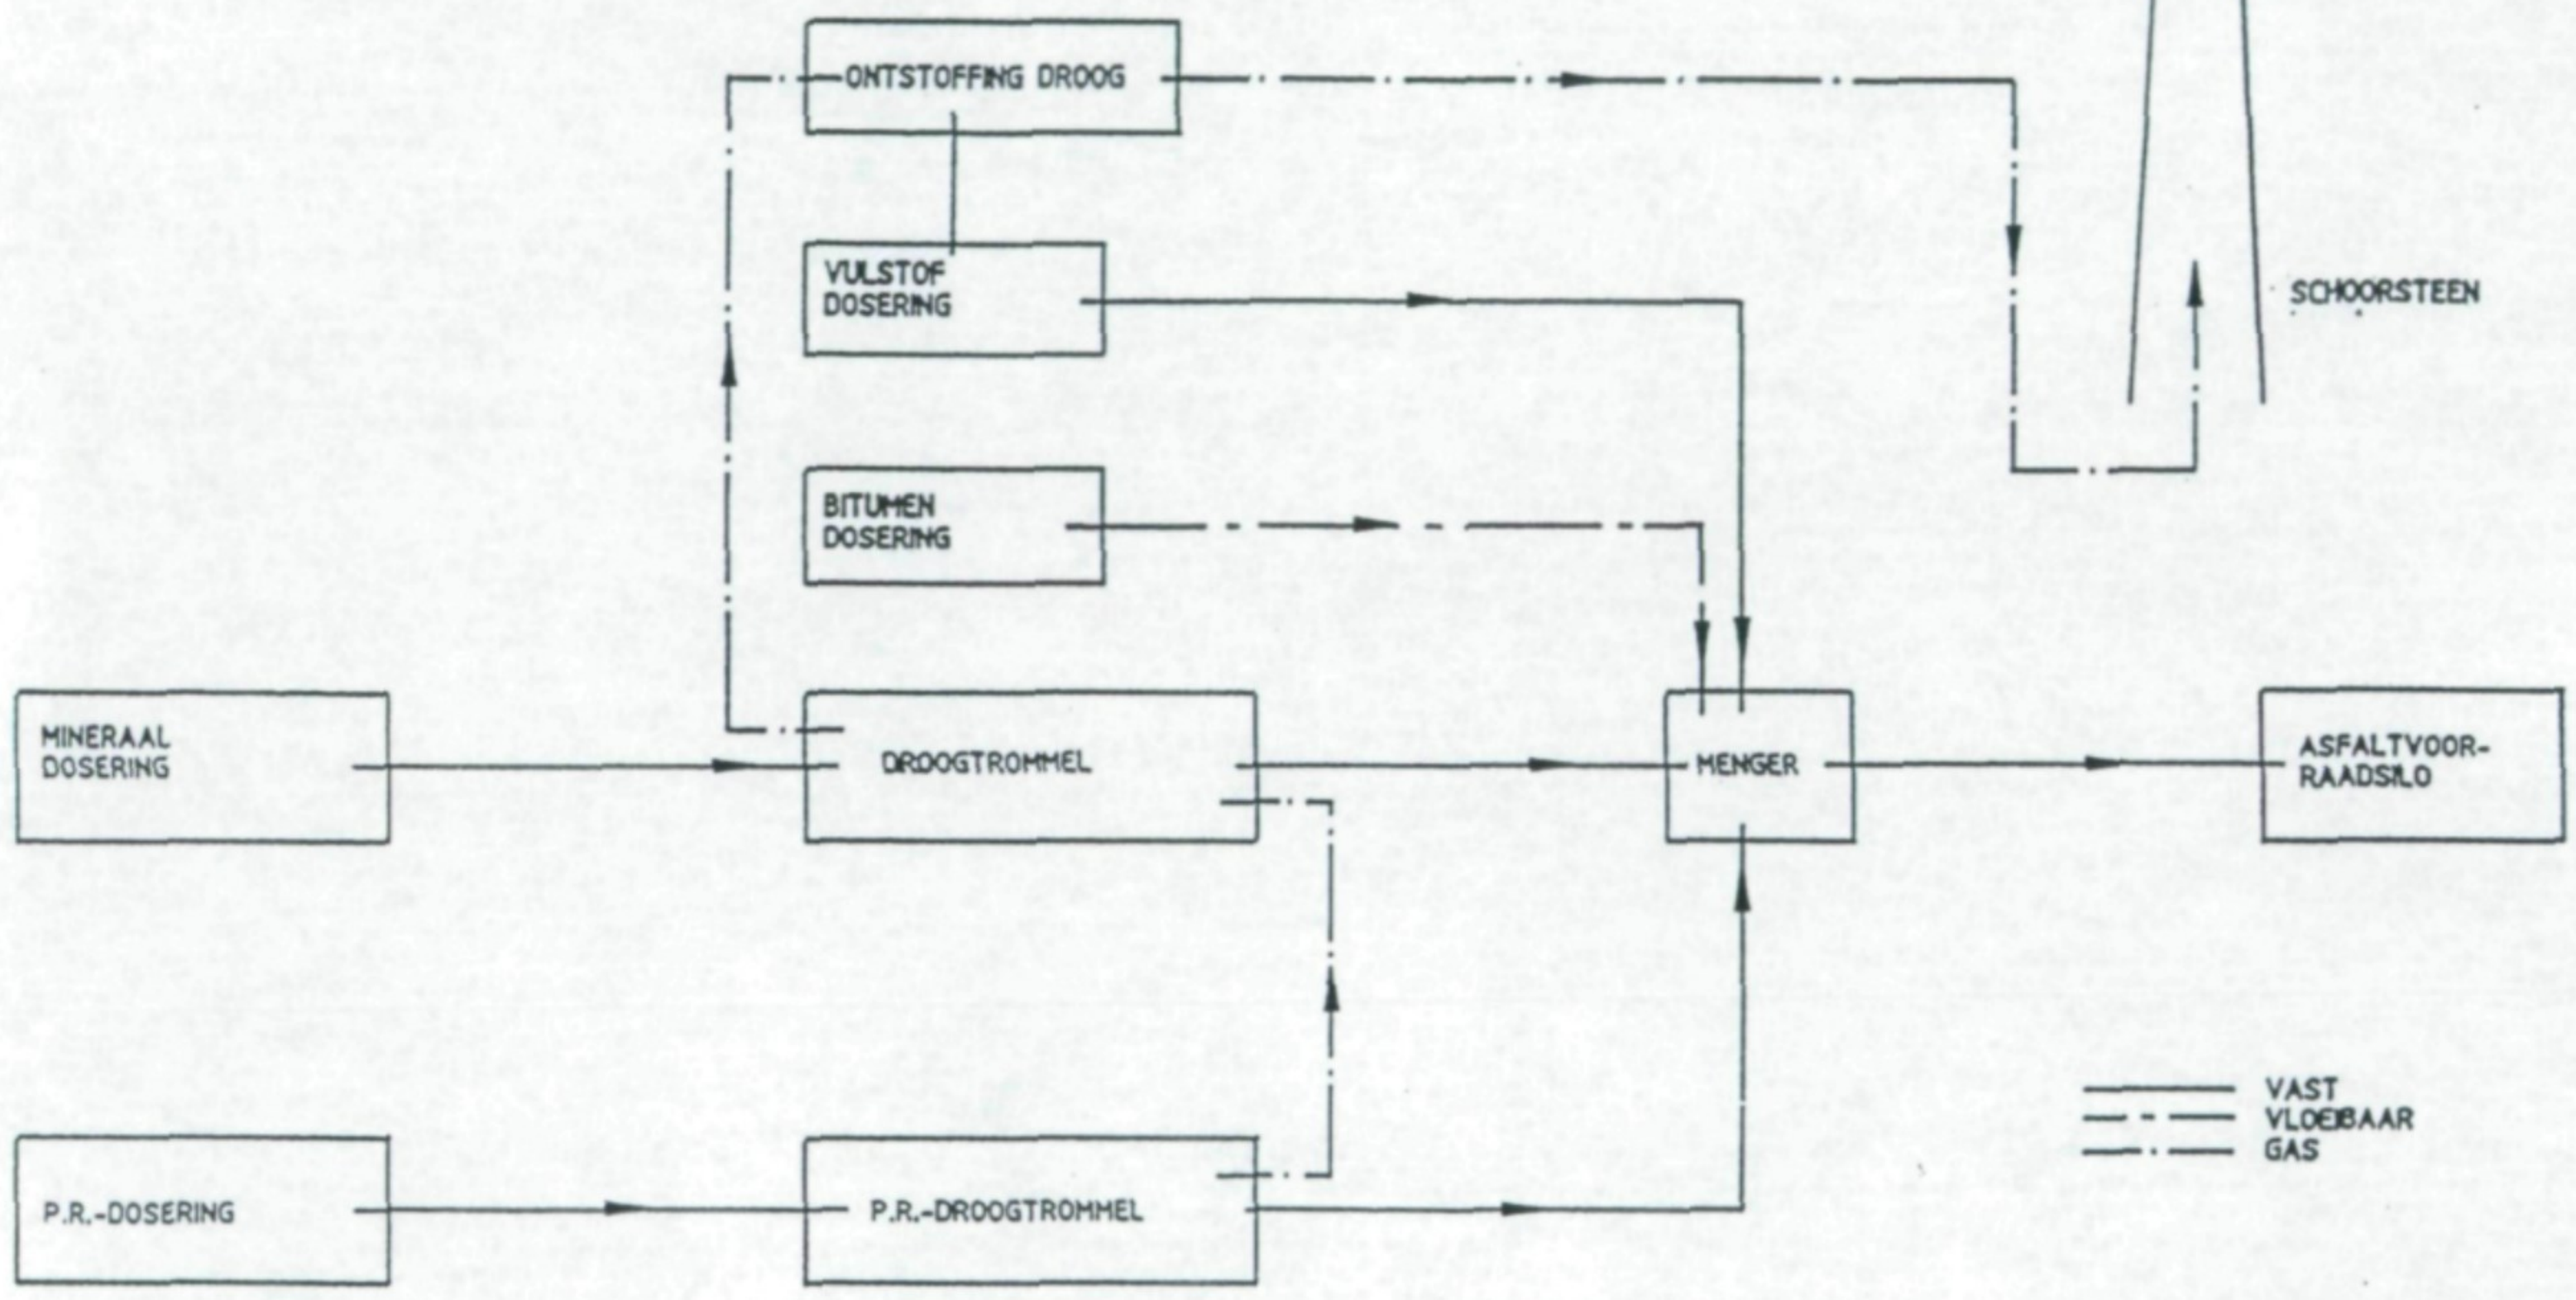 ONTSTOFFING DROOG
VULSTOF
DOSERING
SCHOORSTEEN
BITUMEN
DOSERING
MINERAAL
DOSERING
DROOGTROMMEL
MENGER
ASFALTVOOR-
RAADSILO
P.R.-DOSERING
P.R.-DROOGTROMMEL
VAST
VLOEIBAAR
GAS